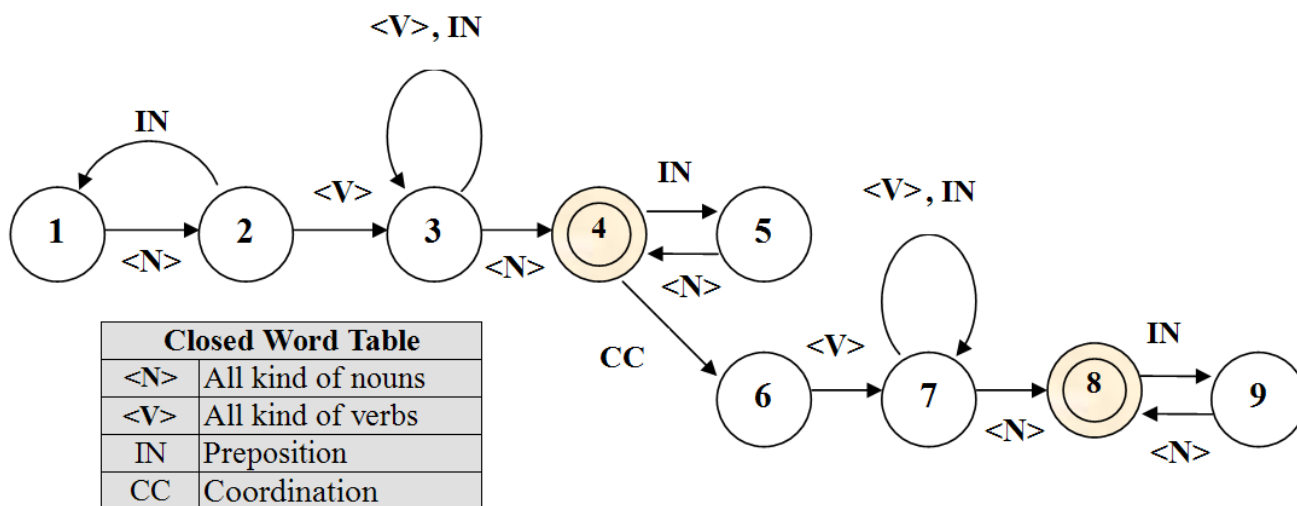 <V>, IN
IN
<V>
IN
<V>, IN
1
2
3
4
5
<N>
<N>
<N>
Closed Word Table
<N> All kind of nouns
<V> All kind of verbs
IN Preposition
CC Coordination
CC
<V>
IN
6
7
8
9
<N>
<N>